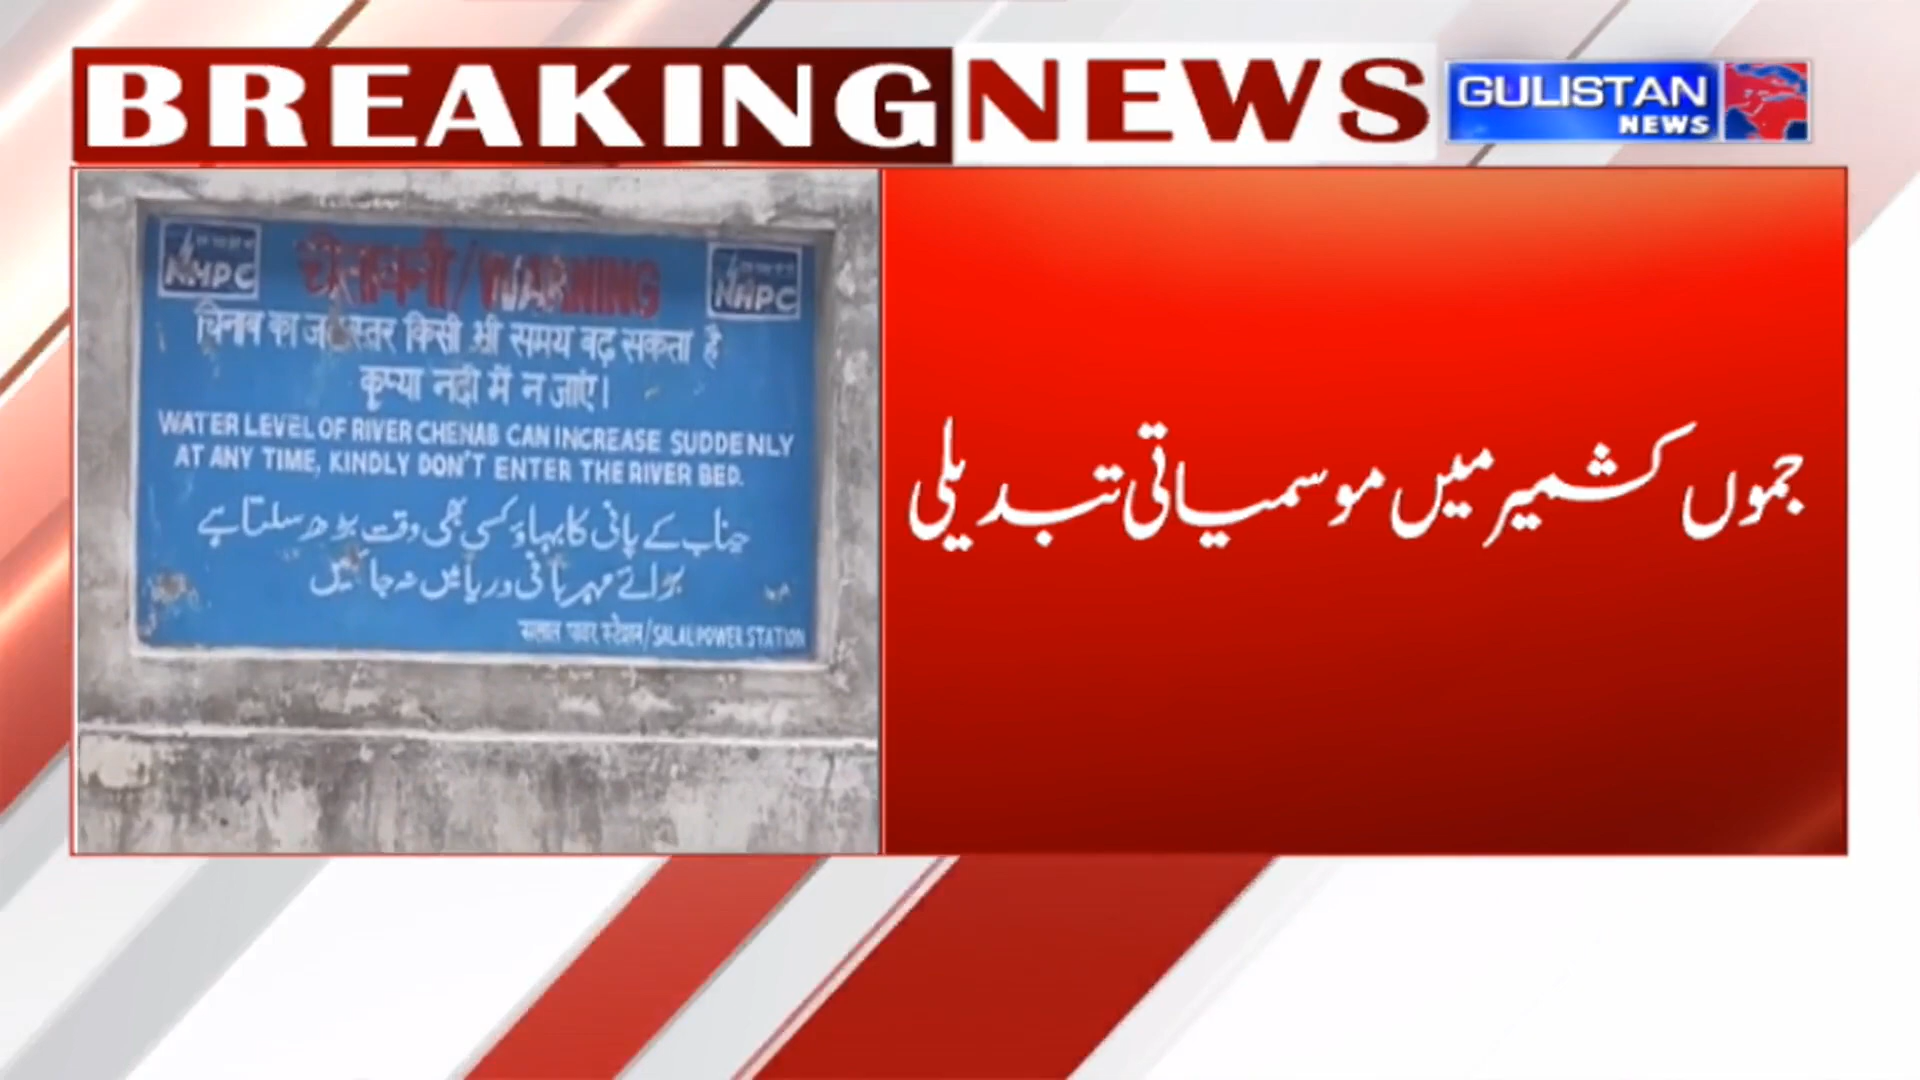 BREAKING NEWS
GULISTAN
NEWS
NHPC
चेतावनी/WARNING
NHPC
चिनाब का जलस्तर किसी भी समय बढ़ सकता है
कृप्या नदी में न जाएं।
WATER LEVEL OF RIVER CHENAB CAN INCREASE SUDDENLY
AT ANY TIME, KINDLY DON'T ENTER THE RIVER BED.
چناب کے پانی کا بہاؤ کسی بھی وقت بڑھ سکتا ہے
برائے مہربانی دریا میں نہ جائیں
सलाल पावर स्टेशन/SALAL POWER STATION
جموں کشمیر میں موسمیاتی تبدیلی